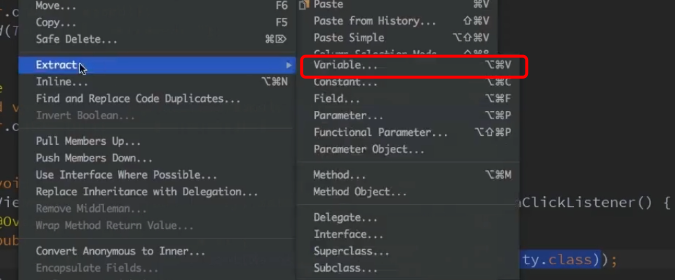 Move... F6
Copy... F5
Safe Delete... ⌘⌦
Extract
Inline... ⌥⌘N
Find and Replace Code Duplicates...
Invert Boolean...
Pull Members Up...
Push Members Down...
Use Interface Where Possible...
Replace Inheritance with Delegation...
Remove Middleman...
Wrap Method Return Value...
Convert Anonymous to Inner...
Encapsulate Fields...
Paste ⌘V
Paste from History... ⇧⌘V
Paste Simple ⌥⇧⌘V
Column Selection Mode ⇧⌘8
Variable... ⌥⌘V
Constant... ⌥⌘C
Field... ⌥⌘F
Parameter... ⌥⌘P
Functional Parameter... ⌥⇧⌘P
Parameter Object...
Method... ⌥⌘M
Method Object...
Delegate...
Interface...
Superclass...
Subclass...
ClickListener() {
ty.class));